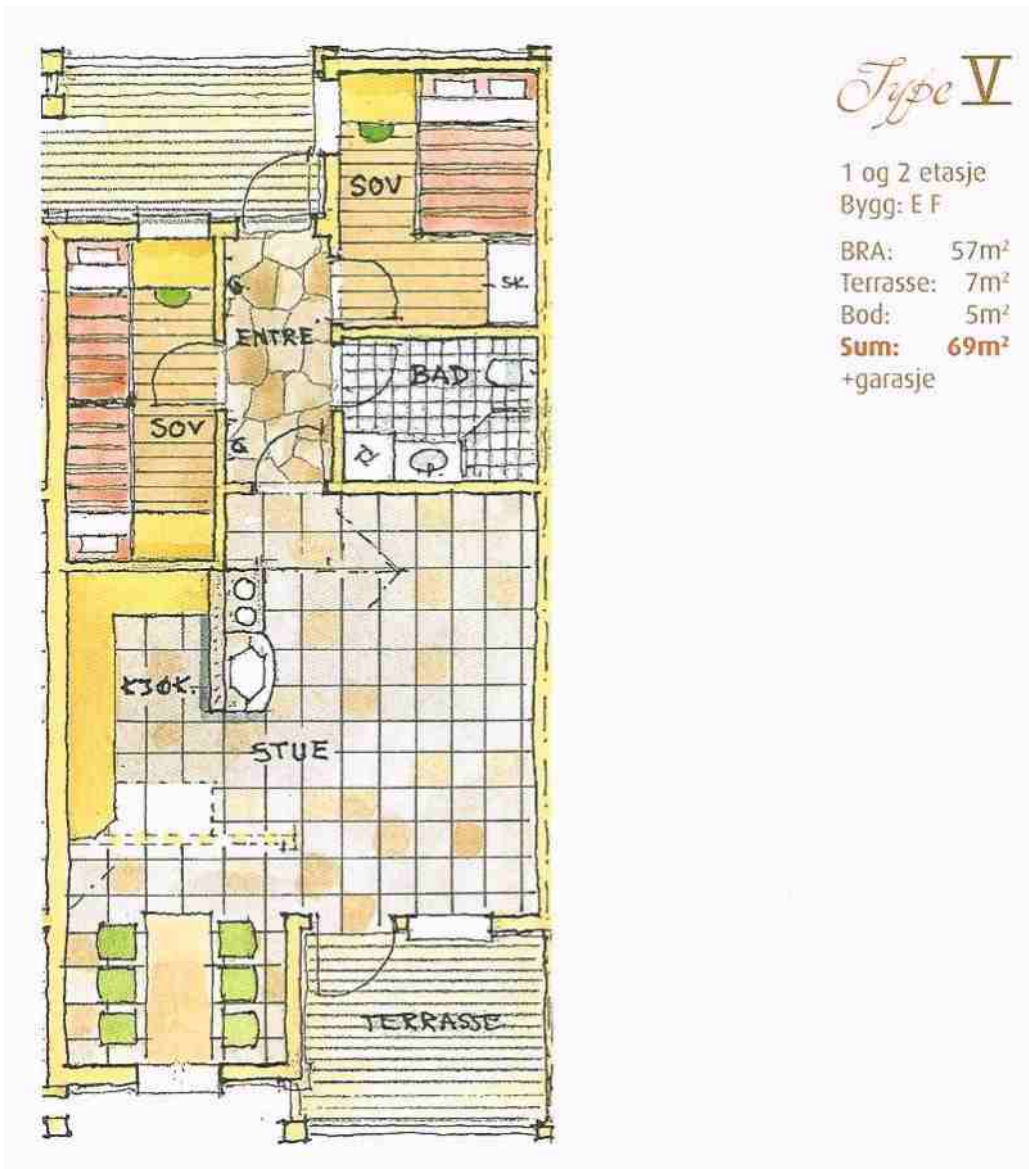 Type V
1 og 2 etasje
Bygg: E F
BRA: 57m²
Terrasse: 7m²
Bod: 5m²
Sum: 69m²
+garasje
SOV
SK
ENTRE
BAD
SOV
KJØK.
STUE
TERRASSE